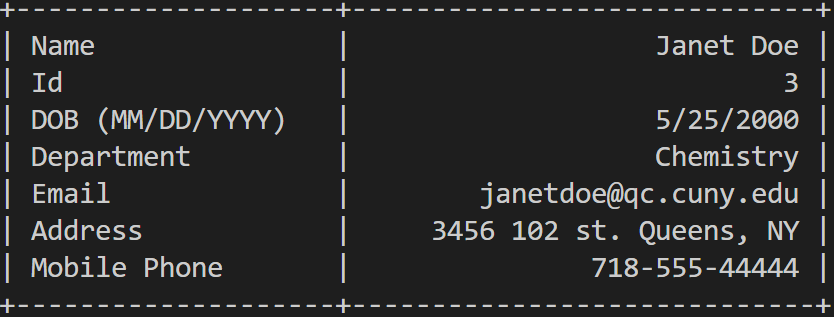 +--------------------+-----------------------------+
| Name | Janet Doe |
| Id | 3 |
| DOB (MM/DD/YYYY) | 5/25/2000 |
| Department | Chemistry |
| Email | janetdoe@qc.cuny.edu |
| Address | 3456 102 st. Queens, NY |
| Mobile Phone | 718-555-44444 |
+--------------------+-----------------------------+